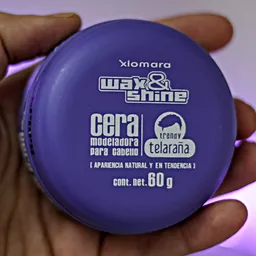 xiomara
wax&
shine
cera
modeladora
para cabello
trendy
telaraña
( apariencia natural y en tendencia )
cont. net. 60 g